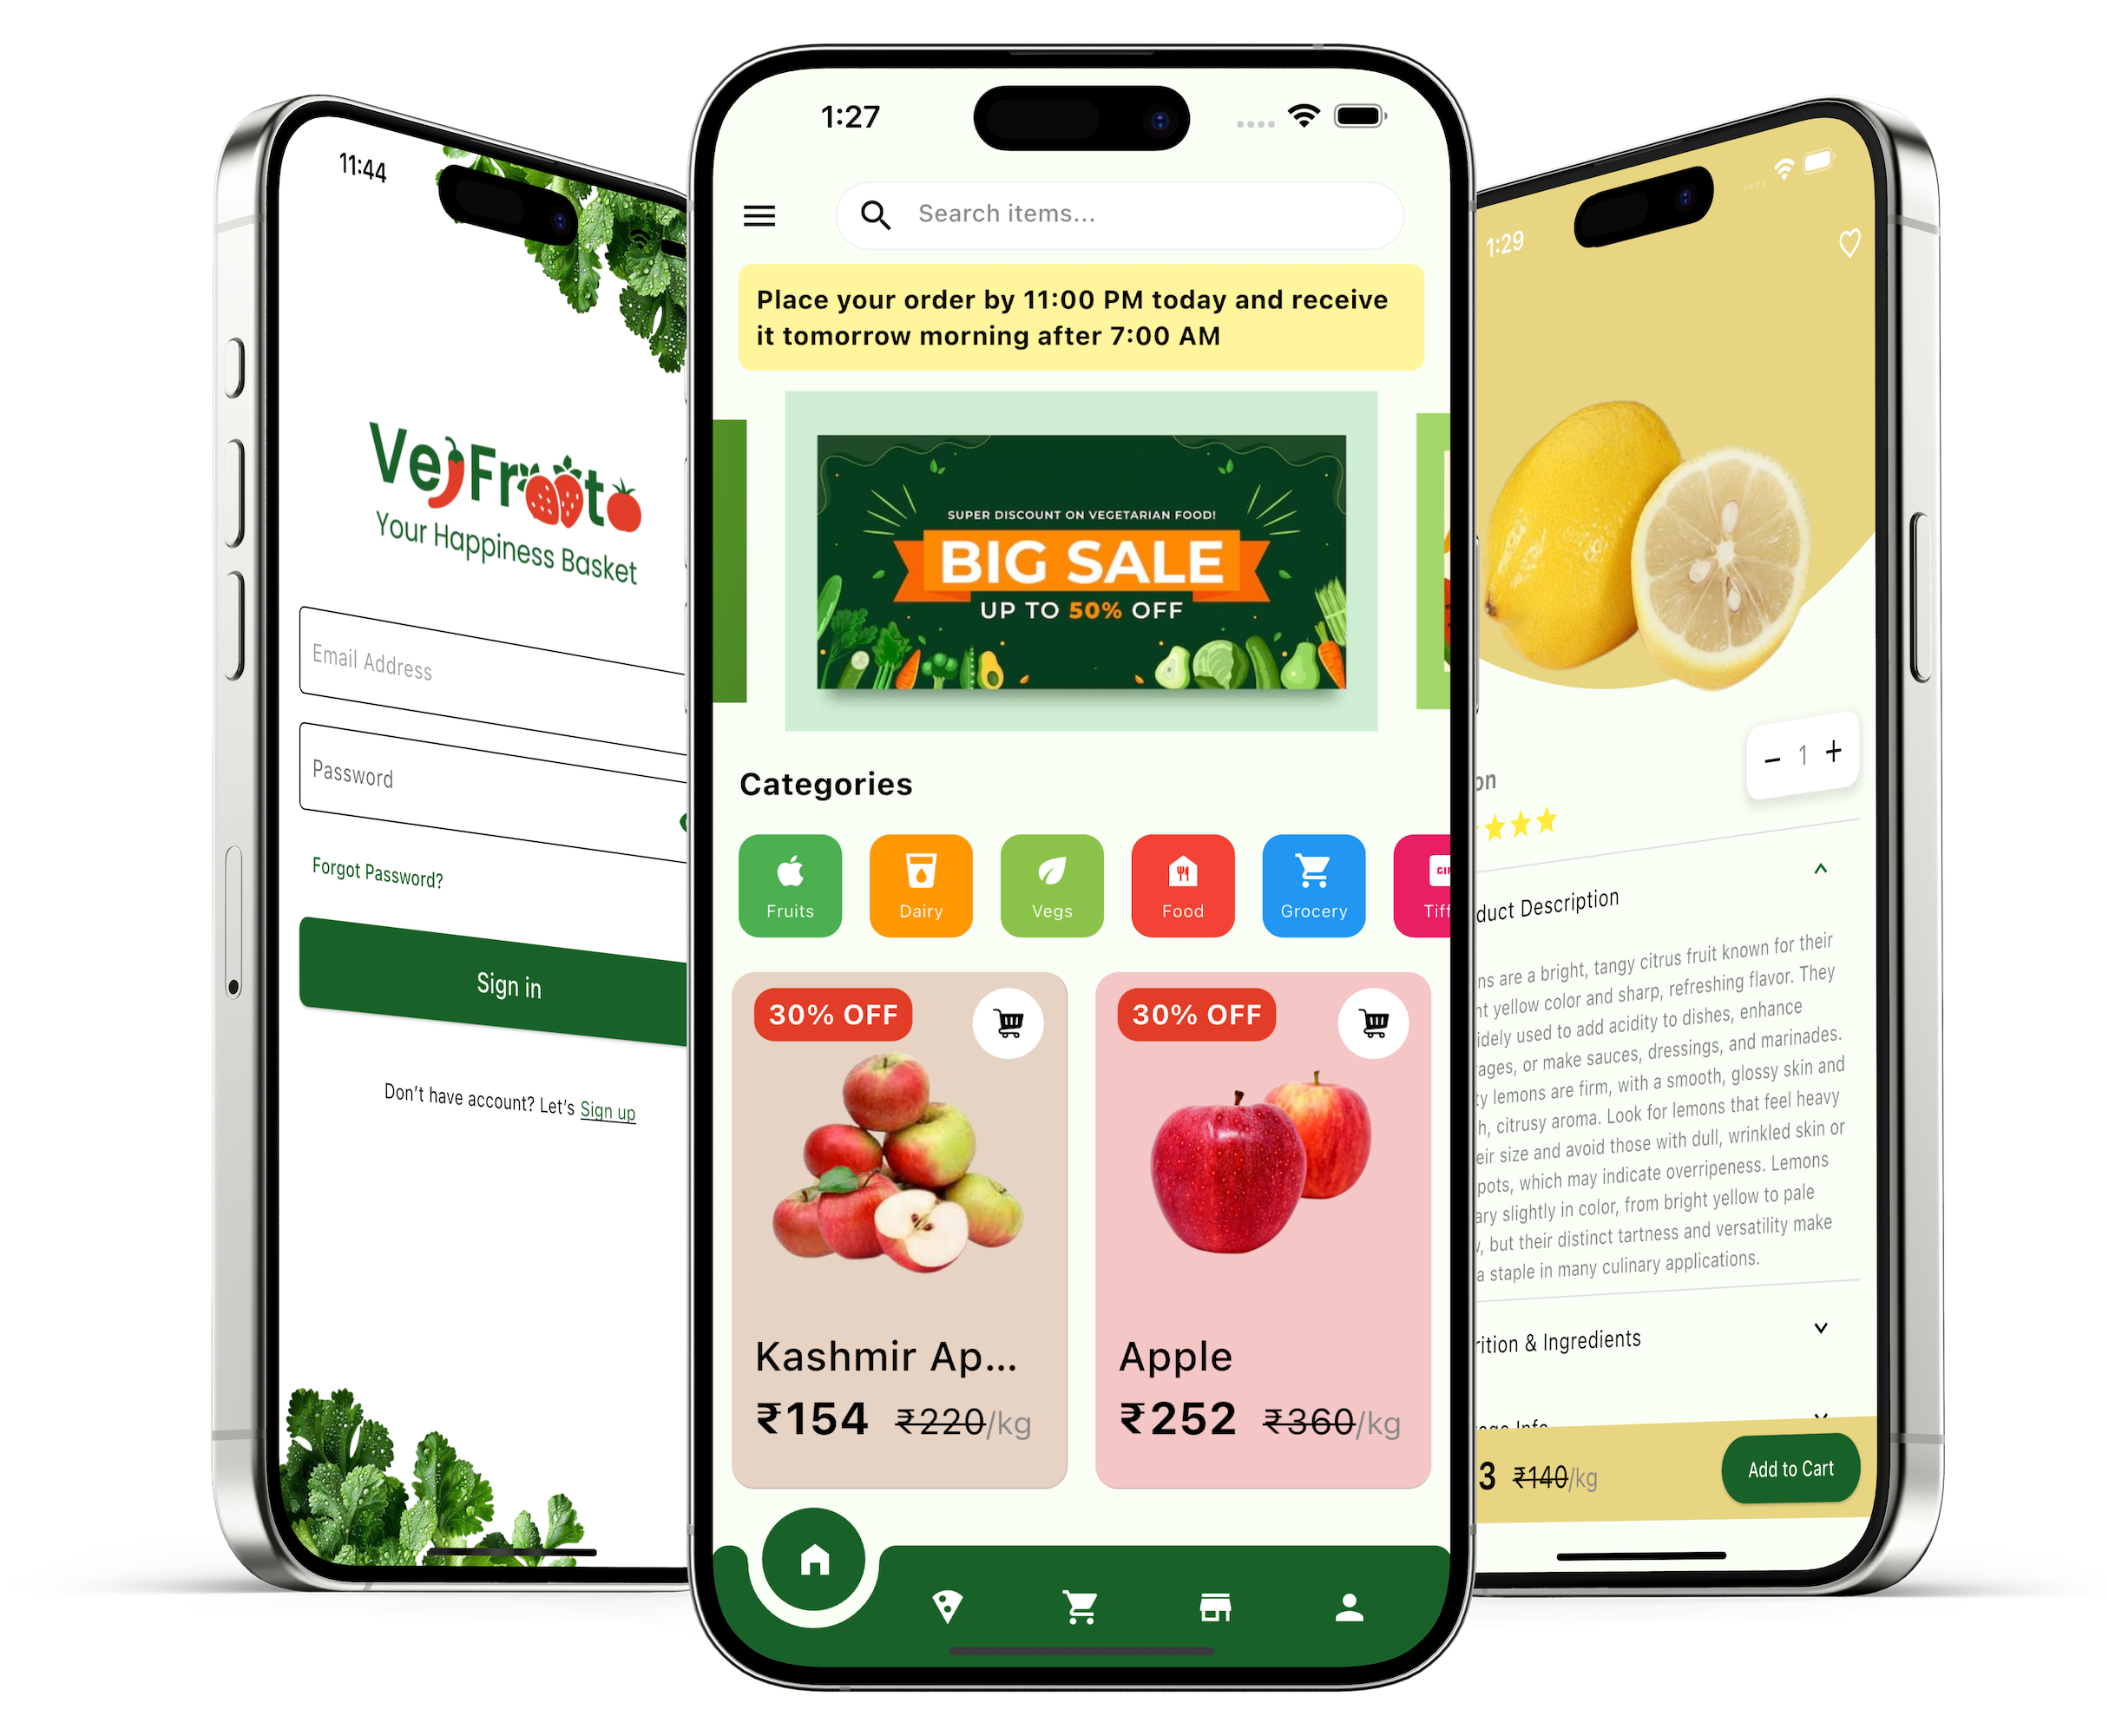 11:44
VegFrooto
Your Happiness Basket
Email Address
Password
Forgot Password?
Sign in
Don't have account? Let's Sign up
1:27
Search items...
Place your order by 11:00 PM today and receive
it tomorrow morning after 7:00 AM
SUPER DISCOUNT ON VEGETARIAN FOOD!
BIG SALE
UP TO 50% OFF
Categories
Fruits
Dairy
Vegs
Food
Grocery
Tiff
30% OFF
30% OFF
Kashmir Ap...
Apple
₹154 ₹220/kg
₹252 ₹360/kg
1:29
on
− 1 +
duct Description
ns are a bright, tangy citrus fruit known for their
nt yellow color and sharp, refreshing flavor. They
idely used to add acidity to dishes, enhance
ages, or make sauces, dressings, and marinades.
ty lemons are firm, with a smooth, glossy skin and
h, citrusy aroma. Look for lemons that feel heavy
eir size and avoid those with dull, wrinkled skin or
pots, which may indicate overripeness. Lemons
ary slightly in color, from bright yellow to pale
, but their distinct tartness and versatility make
a staple in many culinary applications.
rition & Ingredients
3 ₹140/kg
Add to Cart